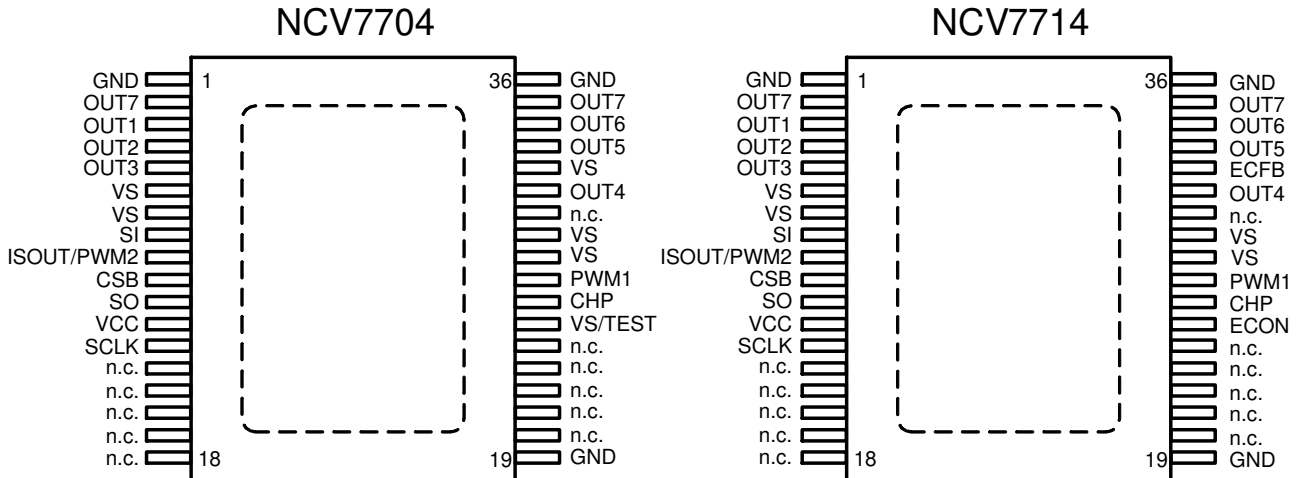 NCV7704
GND 1 36 GND
OUT7 OUT7
OUT1 OUT6
OUT2 OUT5
OUT3 VS
VS OUT4
VS n.c.
SI VS
ISOUT/PWM2 VS
CSB PWM1
SO CHP
VCC VS/TEST
SCLK n.c.
n.c. n.c.
n.c. n.c.
n.c. n.c.
n.c. n.c.
n.c. 18 19 GND
NCV7714
GND 1 36 GND
OUT7 OUT7
OUT1 OUT6
OUT2 OUT5
OUT3 ECFB
VS OUT4
VS n.c.
SI VS
ISOUT/PWM2 VS
CSB PWM1
SO CHP
VCC ECON
SCLK n.c.
n.c. n.c.
n.c. n.c.
n.c. n.c.
n.c. n.c.
n.c. 18 19 GND